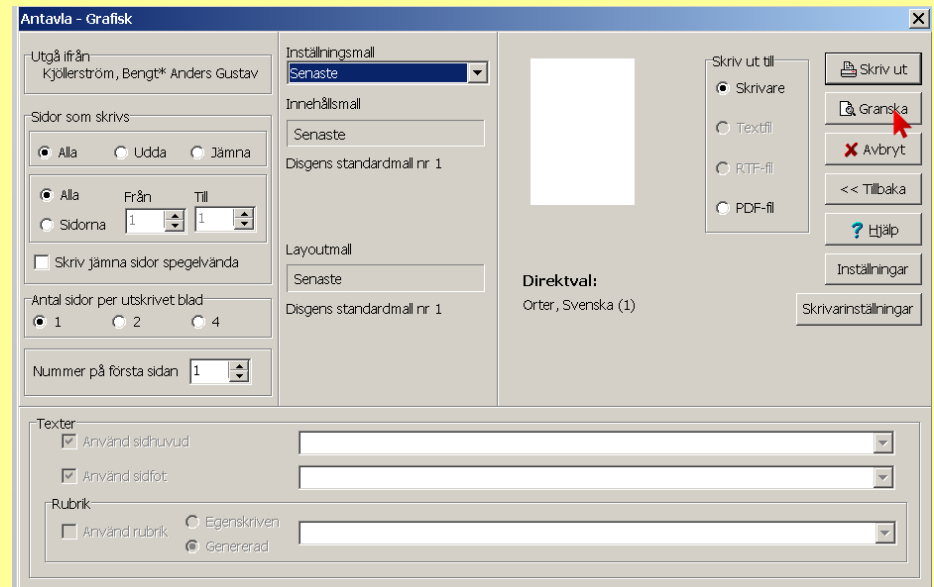 Antavla - Grafisk
Utgå ifrån
Kjöllerström, Bengt* Anders Gustav
Sidor som skrivs
Alla Udda Jämna
Alla Från Till
Sidorna 1 1
Skriv jämna sidor spegelvända
Antal sidor per utskrivet blad
1 2 4
Nummer på första sidan 1
Inställningsmall
Senaste
Innehållsmall
Senaste
Disgens standardmall nr 1
Layoutmall
Senaste
Disgens standardmall nr 1
Direktval:
Orter, Svenska (1)
Skriv ut till
Skrivare
Textfil
RTF-fil
PDF-fil
Skriv ut
Granska
Avbryt
<< Tillbaka
? Hjälp
Inställningar
Skrivarinställningar
Texter
Använd sidhuvud
Använd sidfot
Rubrik
Använd rubrik Egenskriven
Genererad